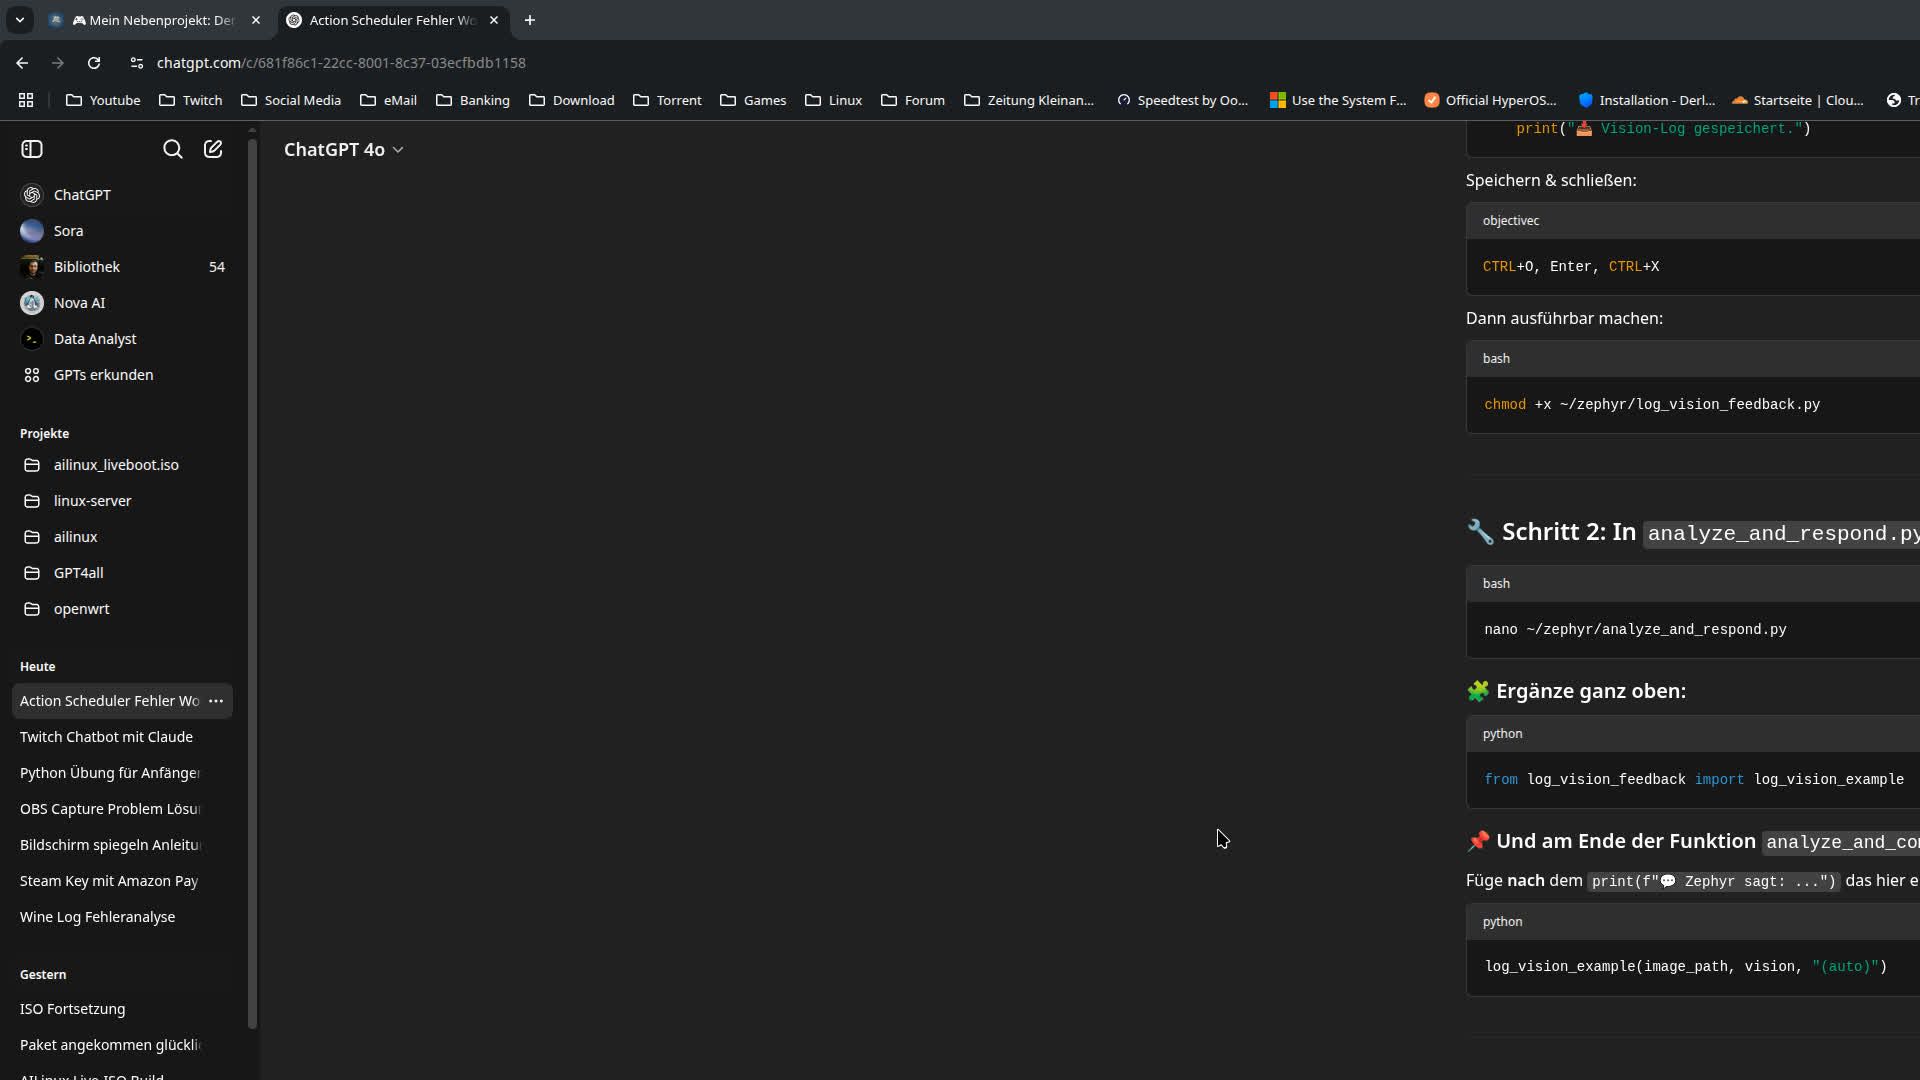 🎮 Mein Nebenprojekt: De
Action Scheduler Fehler Wo
chatgpt.com/c/681f86c1-22cc-8001-8c37-03ecfbdb1158
Youtube
Twitch
Social Media
eMail
Banking
Download
Torrent
Games
Linux
Forum
Zeitung Kleinan...
Speedtest by Oo...
Use the System F...
Official HyperOS...
Installation - Derl...
Startseite | Clou...
Tr
ChatGPT
Sora
Bibliothek 54
Nova AI
Data Analyst
GPTs erkunden
Projekte
ailinux_liveboot.iso
linux-server
ailinux
GPT4all
openwrt
Heute
Action Scheduler Fehler Wo
Twitch Chatbot mit Claude
Python Übung für Anfänger
OBS Capture Problem Lösu
Bildschirm spiegeln Anleitu
Steam Key mit Amazon Pay
Wine Log Fehleranalyse
Gestern
ISO Fortsetzung
Paket angekommen glückli
AILinux Live ISO Build
ChatGPT 4o
print("📥 Vision-Log gespeichert.")
Speichern & schließen:
objectivec
CTRL+O, Enter, CTRL+X
Dann ausführbar machen:
bash
chmod +x ~/zephyr/log_vision_feedback.py
🔧 Schritt 2: In analyze_and_respond.py
bash
nano ~/zephyr/analyze_and_respond.py
🧩 Ergänze ganz oben:
python
from log_vision_feedback import log_vision_example
📌 Und am Ende der Funktion analyze_and_co
Füge nach dem print(f"💬 Zephyr sagt: ...") das hier e
python
log_vision_example(image_path, vision, "(auto)")